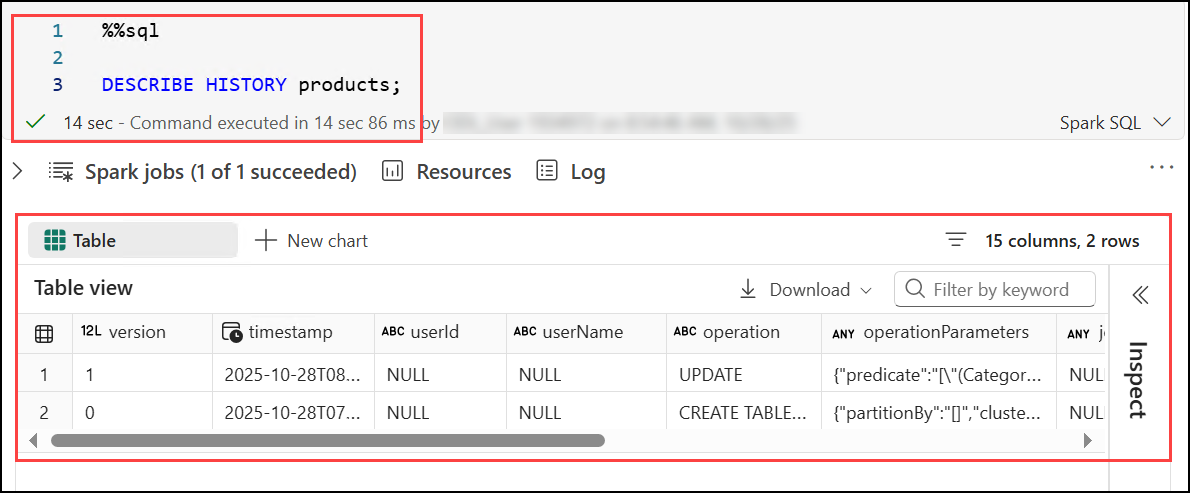 1 %%sql
2
3 DESCRIBE HISTORY products;
14 sec - Command executed in 14 sec 86 ms by
Spark SQL
Spark jobs (1 of 1 succeeded) Resources Log ...
Table New chart 15 columns, 2 rows
Table view Download Filter by keyword
12L version timestamp ABC userId ABC userName ABC operation ANY operationParameters ANY
1 1 2025-10-28T08... NULL NULL UPDATE {"predicate":"[\"(Categor... NULL
2 0 2025-10-28T07... NULL NULL CREATE TABLE... {"partitionBy":"[]","cluste... NULL
Inspect